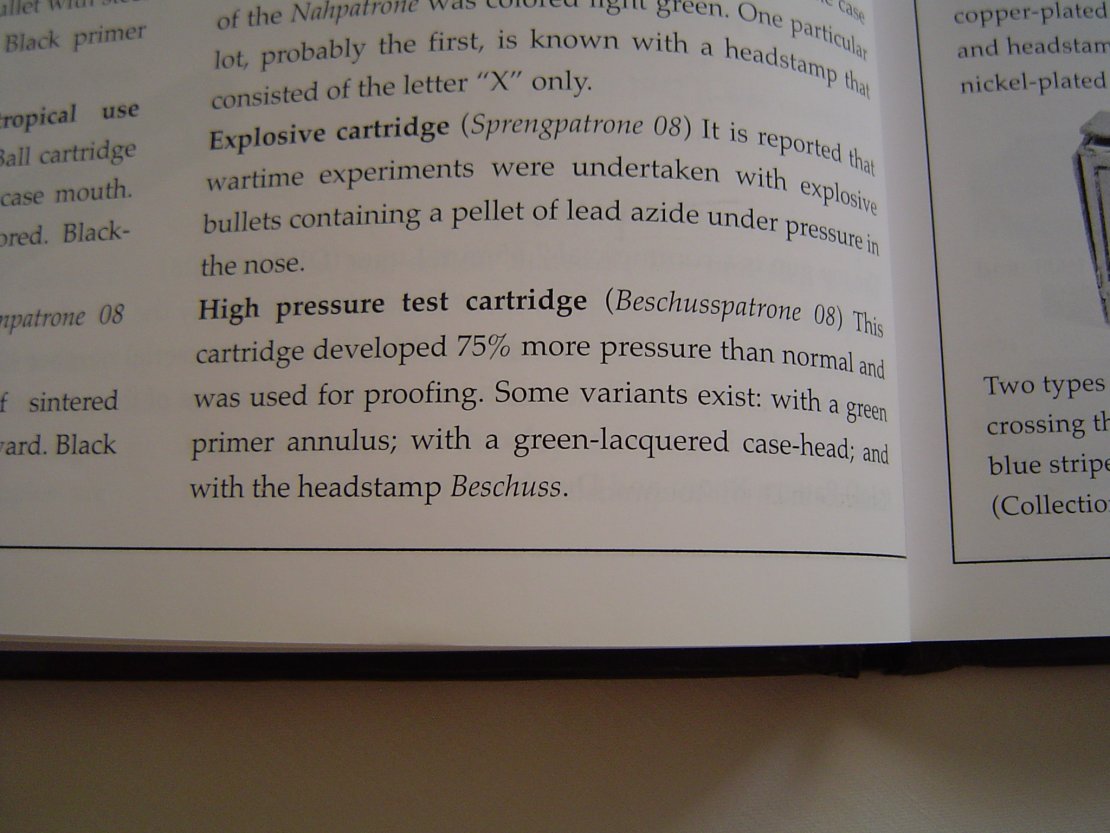 Black primer
tropical use
Ball cartridge
case mouth.
Black-
08
sintered
Black
of the Nahpatrone was colored light green. One particular
lot, probably the first, is known with a headstamp that
consisted of the letter “X” only.
Explosive cartridge (Sprengpatrone 08) It is reported that
wartime experiments were undertaken with explosive
bullets containing a pellet of lead azide under pressure in
the nose.
High pressure test cartridge (Beschusspatrone 08) This
cartridge developed 75% more pressure than normal and
was used for proofing. Some variants exist: with a green
primer annulus; with a green-lacquered case-head; and
with the headstamp Beschuss.
copper-plated
and headstam
nickel-plated
Two types
crossing th
blue stripe
(Collectio